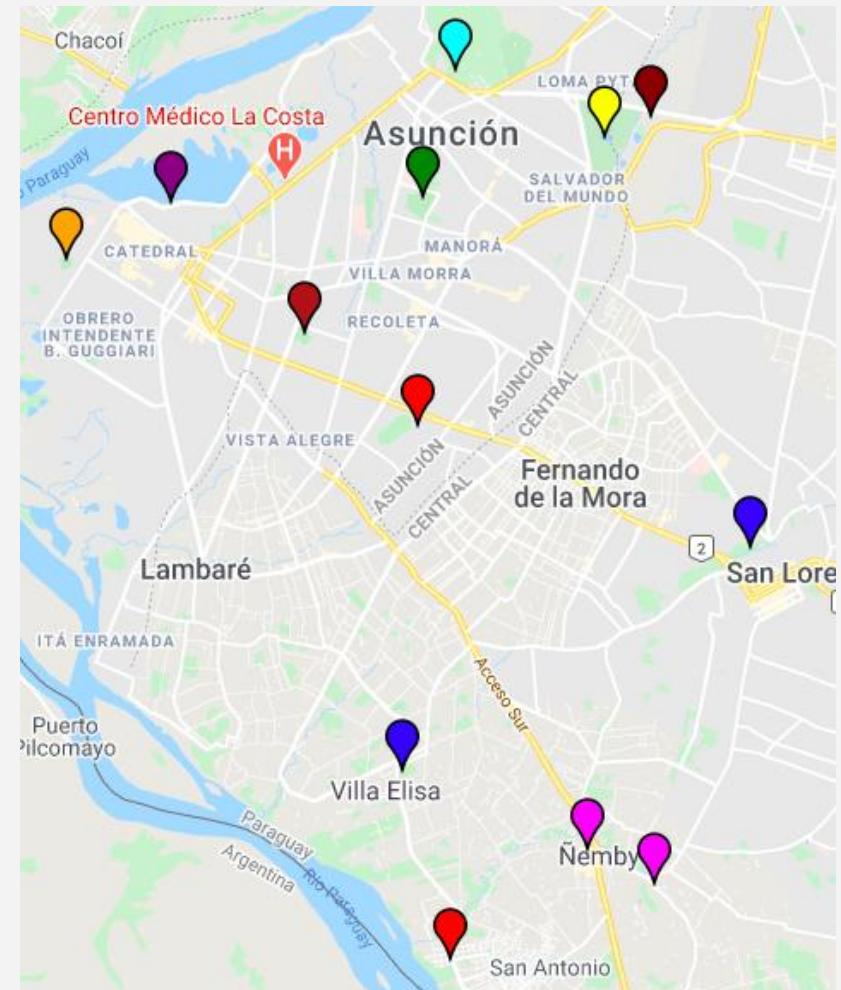 Chacoí
LOMA PYT
Centro Médico La Costa
H
Asunción
Paraguay
SALVADOR
DEL MUNDO
CATEDRAL
MANORÁ
VILLA MORRA
OBRERO
INTENDENTE
B. GUGGIARI
RECOLETA
ASUNCIÓN
CENTRAL
VISTA ALEGRE
ASUNCIÓN
CENTRAL
Fernando
de la Mora
2
Lambaré
San Lore
ITÁ ENRAMADA
Acceso Sur
Puerto
Pilcomayo
Villa Elisa
Paraguay
Argentina
Río Paraguay
Ñemby
San Antonio